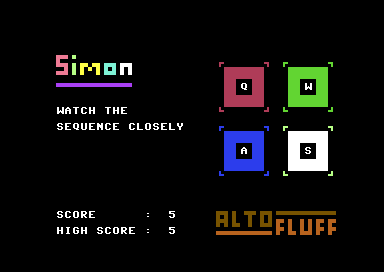 Simon
Q W
WATCH THE
SEQUENCE CLOSELY
A S
SCORE : 5
HIGH SCORE : 5
ALTO
FLUFF